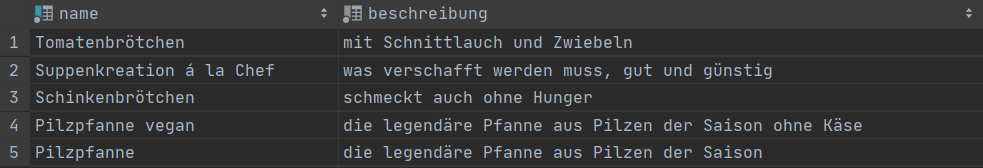 name beschreibung
1 Tomatenbrötchen mit Schnittlauch und Zwiebeln
2 Suppenkreation á la Chef was verschafft werden muss, gut und günstig
3 Schinkenbrötchen schmeckt auch ohne Hunger
4 Pilzpfanne vegan die legendäre Pfanne aus Pilzen der Saison ohne Käse
5 Pilzpfanne die legendäre Pfanne aus Pilzen der Saison